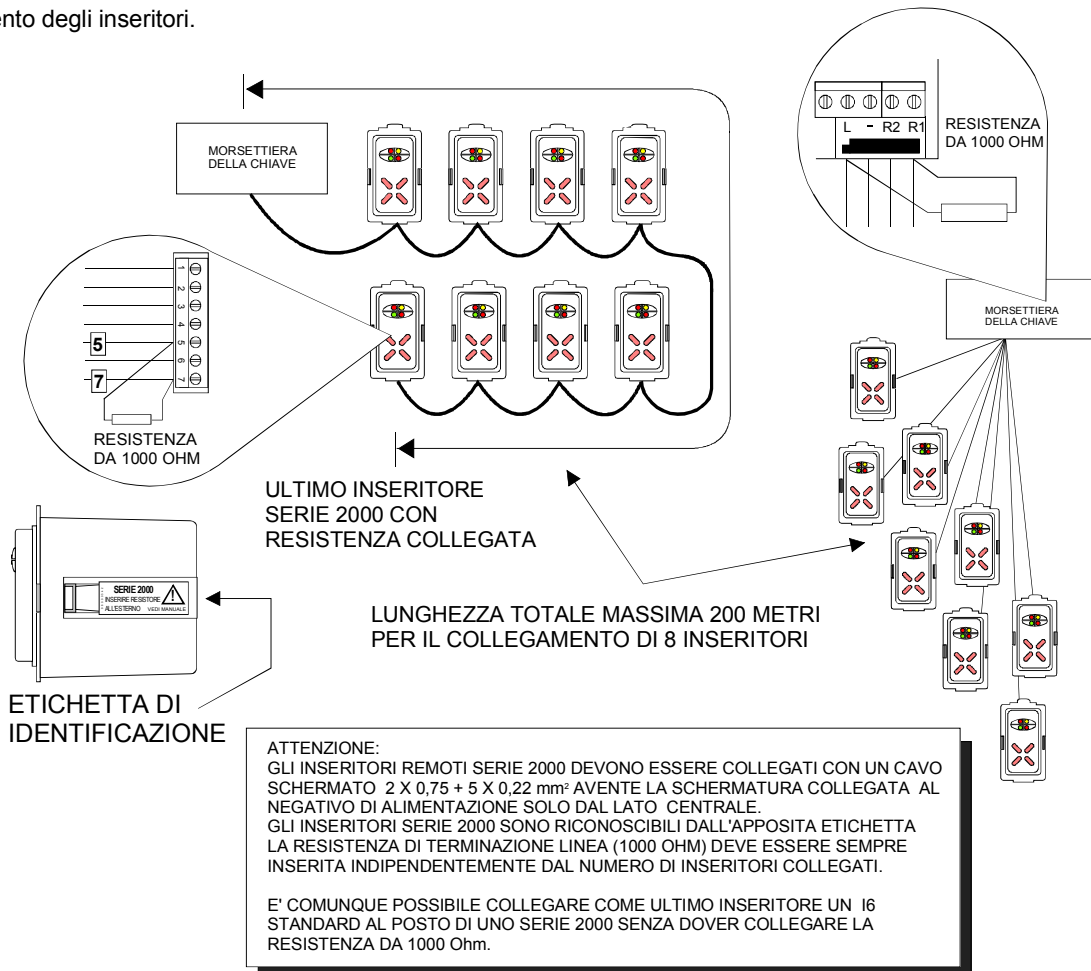 nto degli inseritori.
MORSETTIERA
DELLA CHIAVE
L - R2 R1
RESISTENZA
DA 1000 OHM
1
2
3
4
5
6
7
5
7
RESISTENZA
DA 1000 OHM
MORSETTIERA
DELLA CHIAVE
ULTIMO INSERITORE
SERIE 2000 CON
RESISTENZA COLLEGATA
SERIE 2000
INSERIRE RESISTORE
ALL'ESTERNO VEDI MANUALE
LUNGHEZZA TOTALE MASSIMA 200 METRI
PER IL COLLEGAMENTO DI 8 INSERITORI
ETICHETTA DI
IDENTIFICAZIONE
ATTENZIONE:
GLI INSERITORI REMOTI SERIE 2000 DEVONO ESSERE COLLEGATI CON UN CAVO
SCHERMATO 2 X 0,75 + 5 X 0,22 mm² AVENTE LA SCHERMATURA COLLEGATA AL
NEGATIVO DI ALIMENTAZIONE SOLO DAL LATO CENTRALE.
GLI INSERITORI SERIE 2000 SONO RICONOSCIBILI DALL'APPOSITA ETICHETTA
LA RESISTENZA DI TERMINAZIONE LINEA (1000 OHM) DEVE ESSERE SEMPRE
INSERITA INDIPENDENTEMENTE DAL NUMERO DI INSERITORI COLLEGATI.
E' COMUNQUE POSSIBILE COLLEGARE COME ULTIMO INSERITORE UN I6
STANDARD AL POSTO DI UNO SERIE 2000 SENZA DOVER COLLEGARE LA
RESISTENZA DA 1000 Ohm.